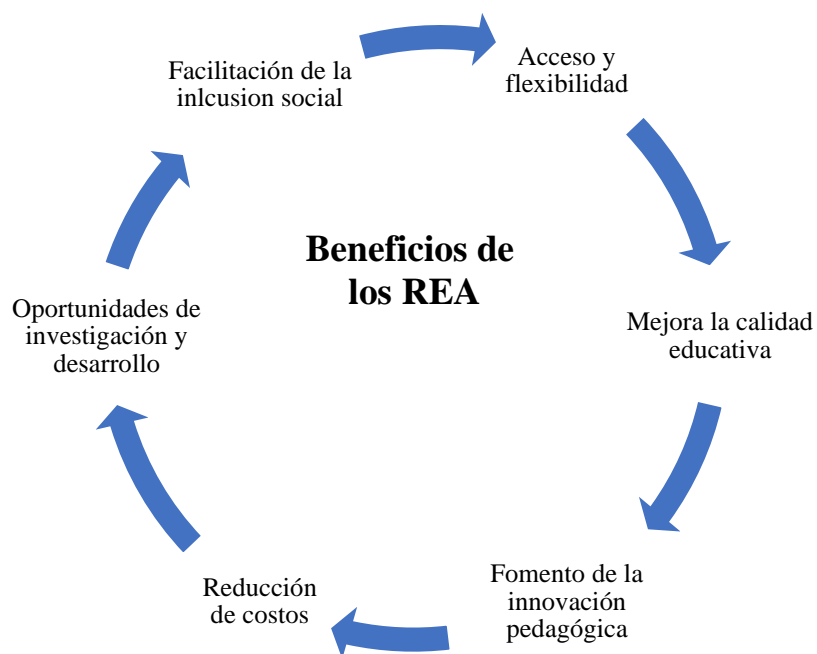 Beneficios de
los REA
Acceso y
flexibilidad
Mejora la calidad
educativa
Fomento de la
innovación
pedagógica
Reducción
de costos
Oportunidades de
investigación y
desarrollo
Facilitación de la
inlcusion social